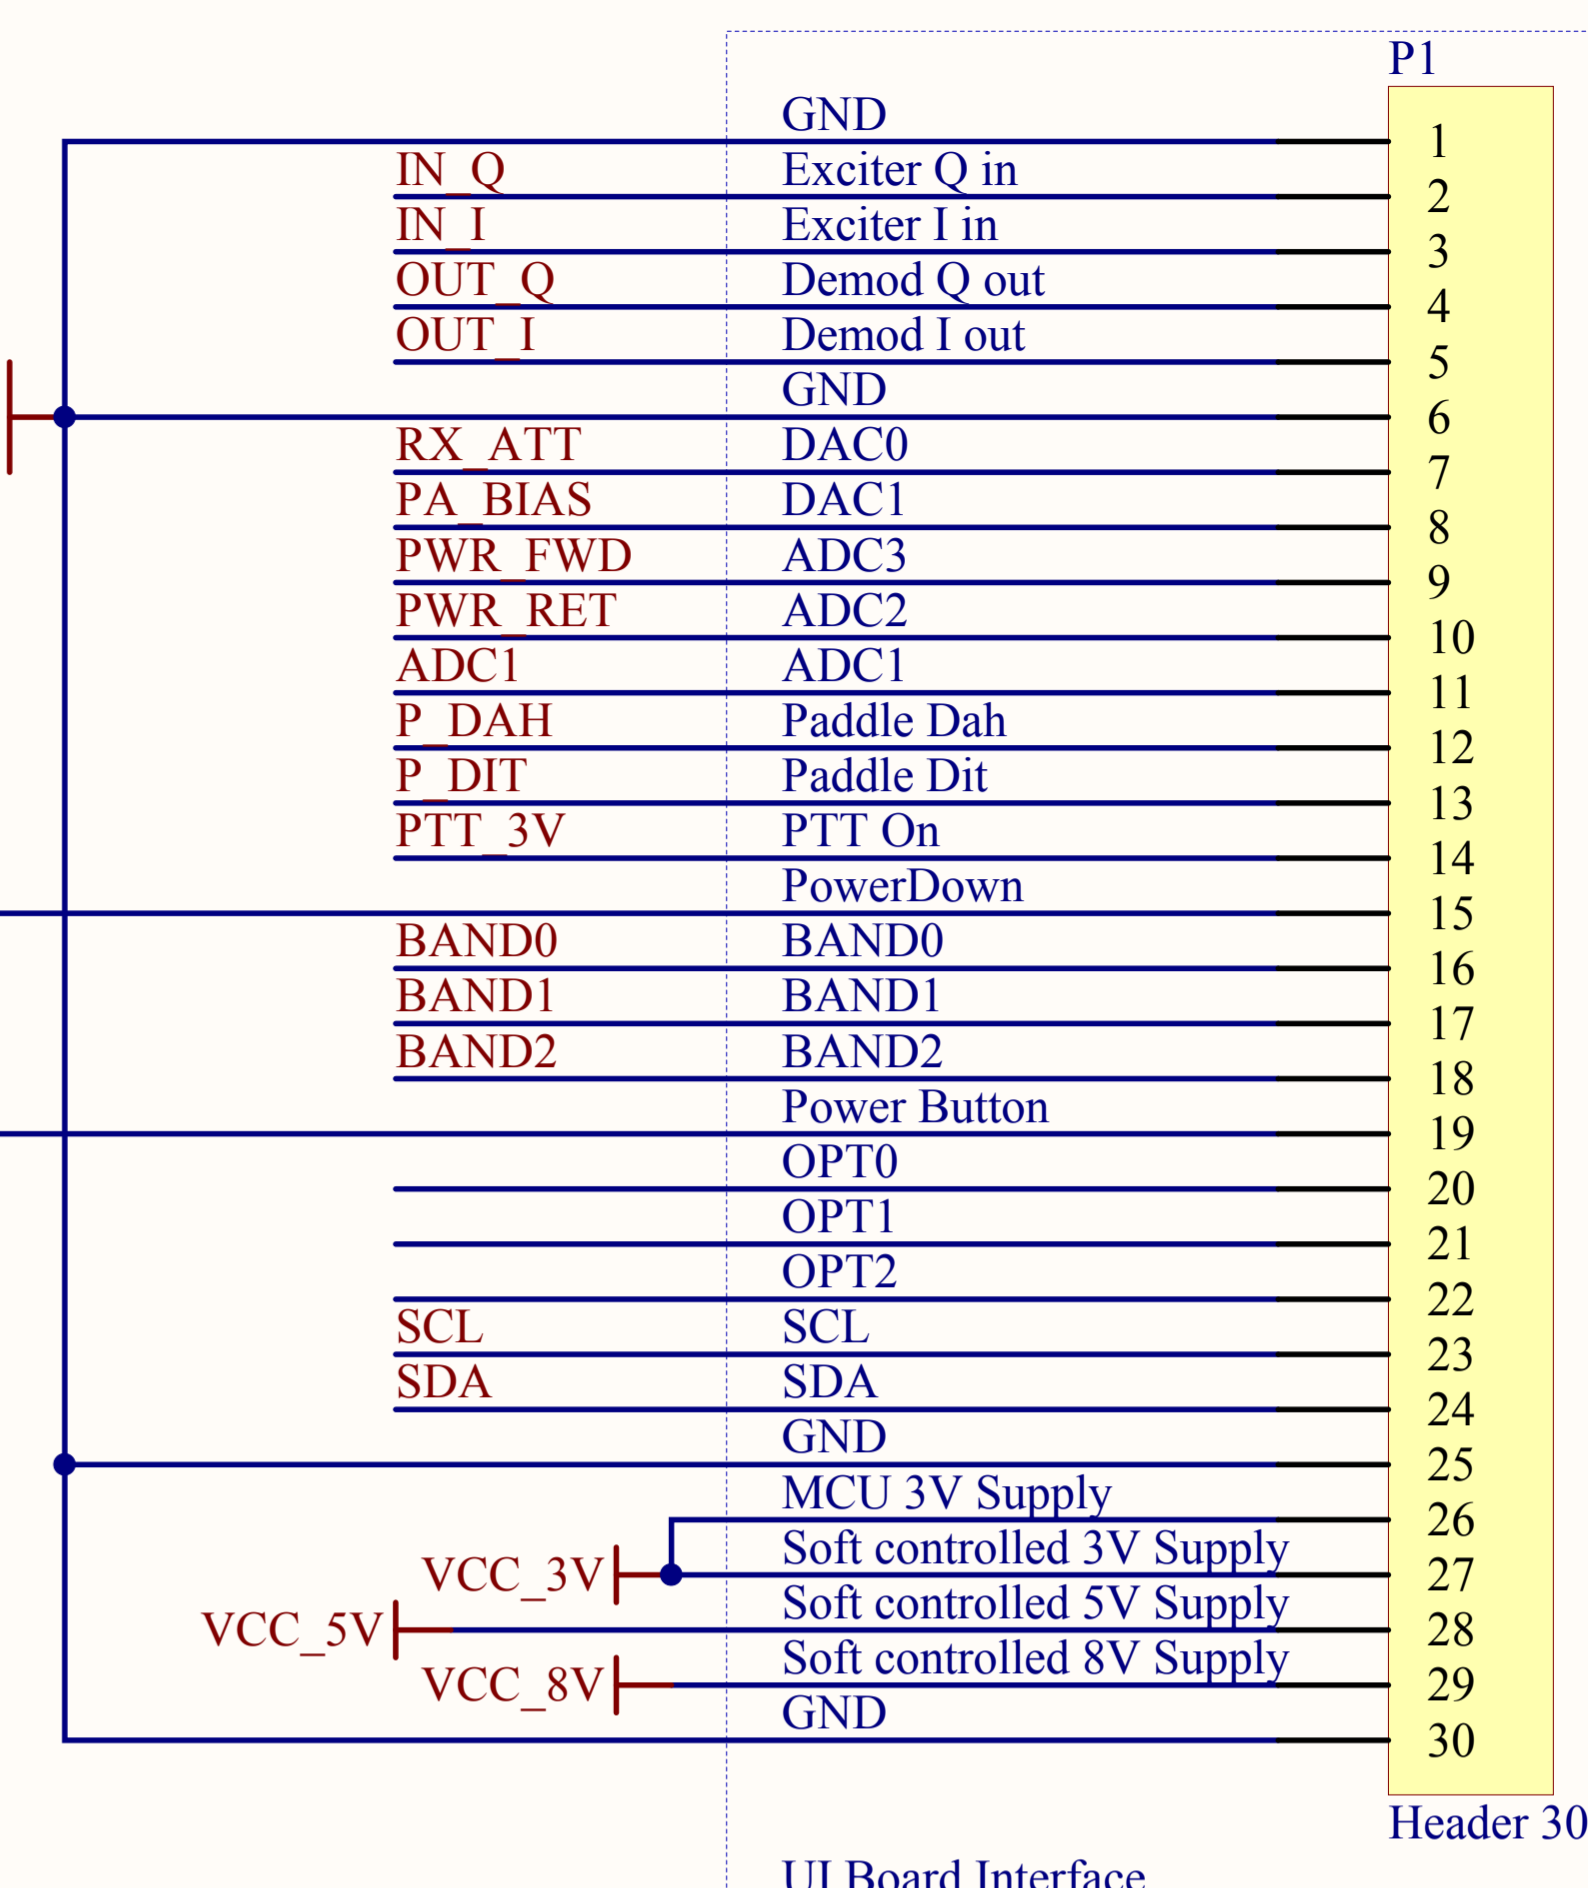 P1
GND 1
IN_Q Exciter Q in 2
IN_I Exciter I in 3
OUT_Q Demod Q out 4
OUT_I Demod I out 5
GND 6
RX_ATT DAC0 7
PA_BIAS DAC1 8
PWR_FWD ADC3 9
PWR_RET ADC2 10
ADC1 ADC1 11
P_DAH Paddle Dah 12
P_DIT Paddle Dit 13
PTT_3V PTT On 14
PowerDown 15
BAND0 BAND0 16
BAND1 BAND1 17
BAND2 BAND2 18
Power Button 19
OPT0 20
OPT1 21
OPT2 22
SCL SCL 23
SDA SDA 24
GND 25
MCU 3V Supply 26
VCC_3V Soft controlled 3V Supply 27
VCC_5V Soft controlled 5V Supply 28
VCC_8V Soft controlled 8V Supply 29
GND 30
Header 30
UI Board Interface